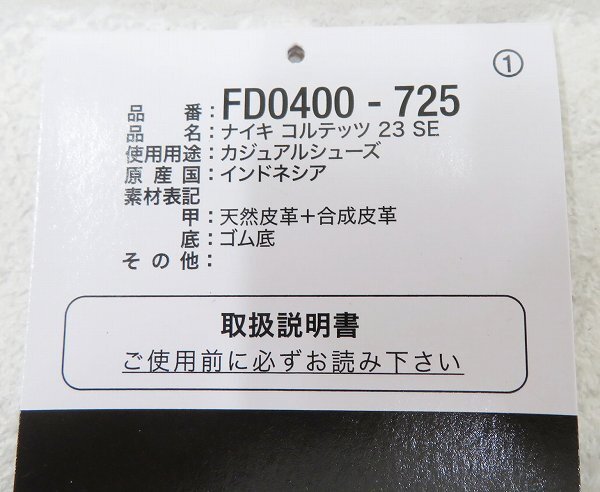 ①
品番：FD0400 - 725
品名：ナイキ コルテッツ 23 SE
使用用途：カジュアルシューズ
原産国：インドネシア
素材表記
甲：天然皮革＋合成皮革
底：ゴム底
その他：
取扱説明書
ご使用前に必ずお読み下さい